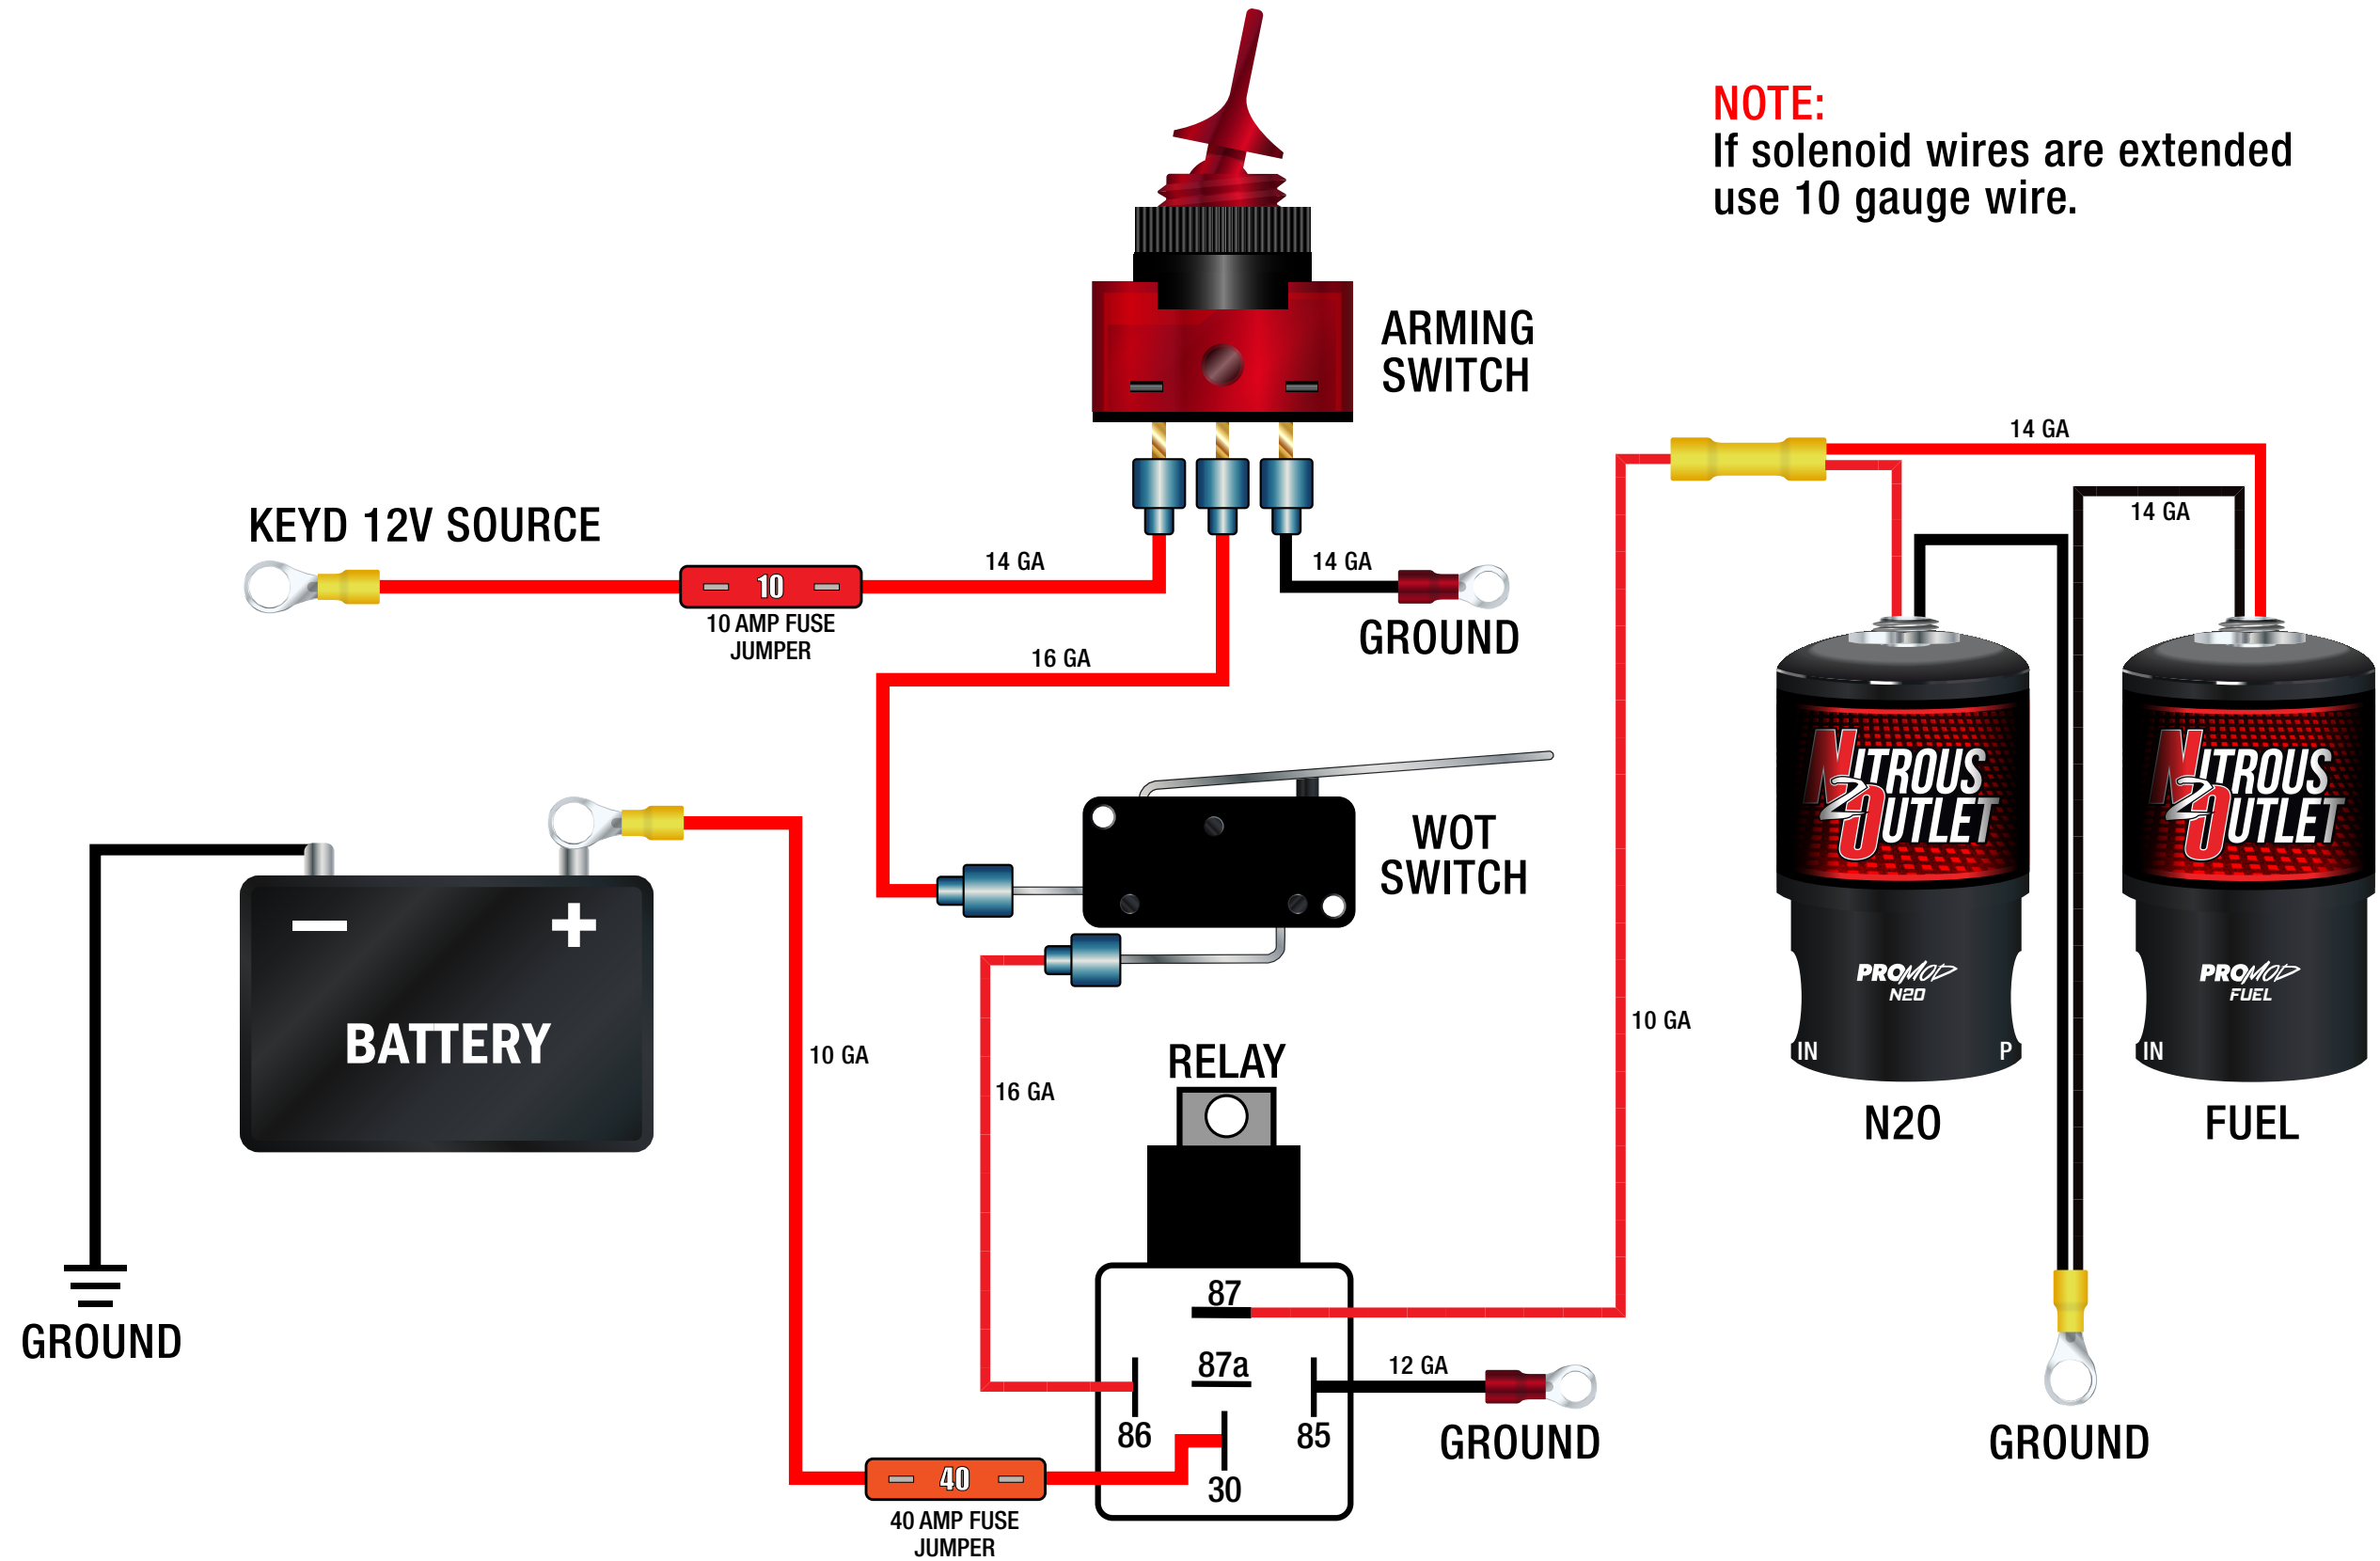 NOTE:
If solenoid wires are extended
use 10 gauge wire.
ARMING
SWITCH
14 GA
14 GA
KEYD 12V SOURCE
10
10 AMP FUSE
JUMPER
14 GA
14 GA
GROUND
16 GA
WOT
SWITCH
BATTERY
GROUND
10 GA
16 GA
RELAY
87
87a
86
85
30
12 GA
GROUND
40
40 AMP FUSE
JUMPER
10 GA
NITROUS
2OUTLET
PROMOD
N2O
IN
P
N2O
NITROUS
2OUTLET
PROMOD
FUEL
IN
FUEL
GROUND